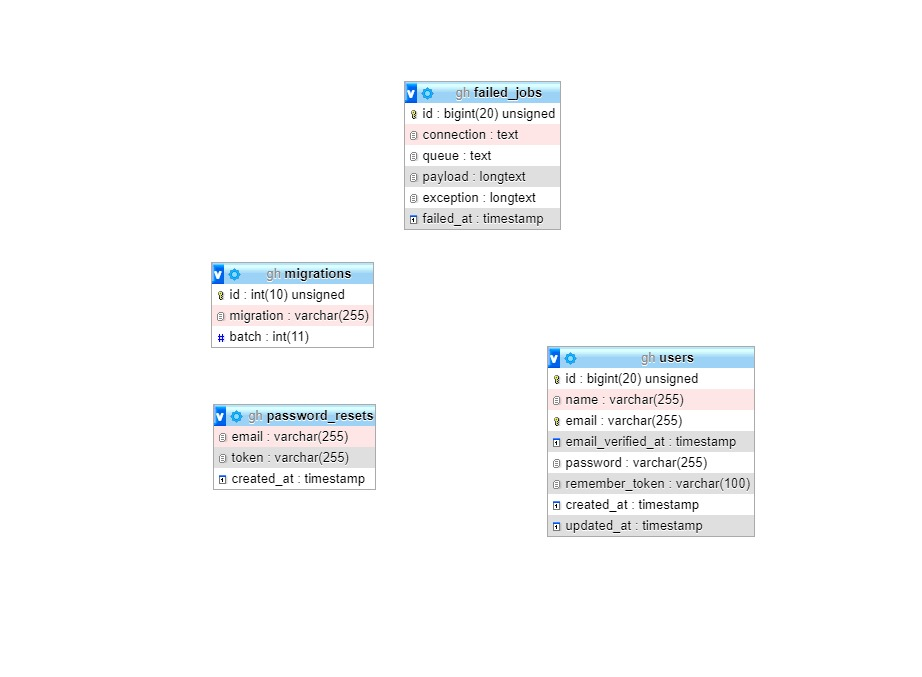 gh failed_jobs
id : bigint(20) unsigned
connection : text
queue : text
payload : longtext
exception : longtext
failed_at : timestamp
gh migrations
id : int(10) unsigned
migration : varchar(255)
# batch : int(11)
gh password_resets
email : varchar(255)
token : varchar(255)
created_at : timestamp
gh users
id : bigint(20) unsigned
name : varchar(255)
email : varchar(255)
email_verified_at : timestamp
password : varchar(255)
remember_token : varchar(100)
created_at : timestamp
updated_at : timestamp